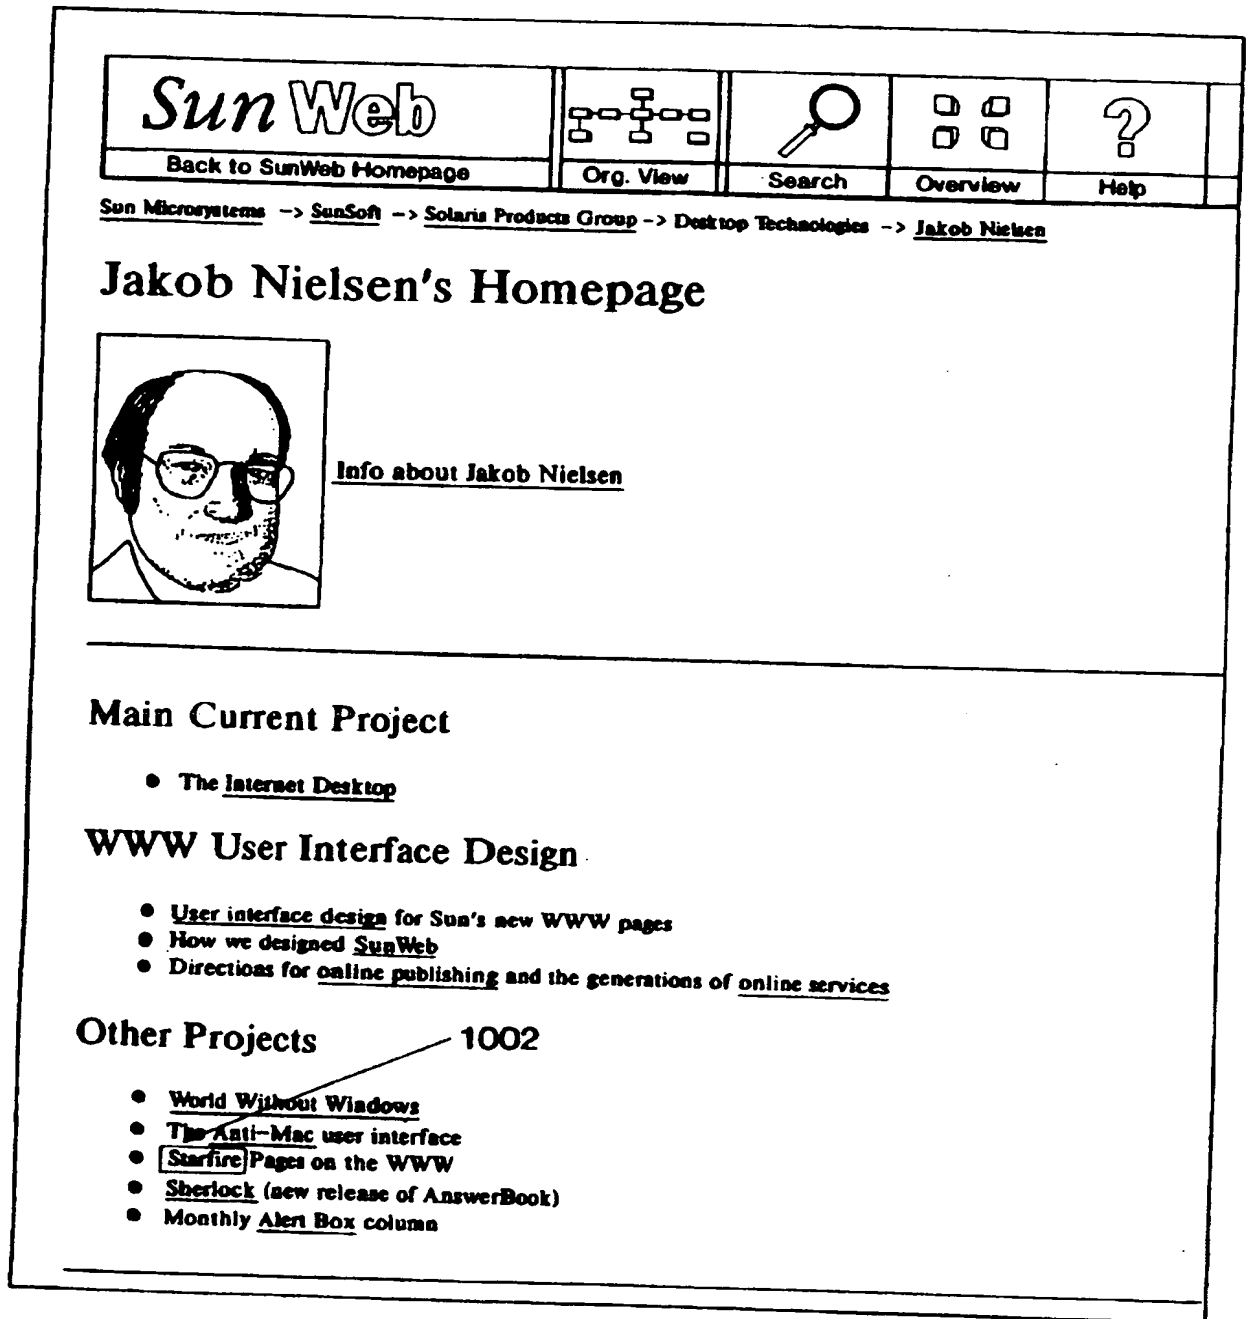 Sun Web
Back to SunWeb Homepage
Org. View
Search
Overview
Help
Sun Microsystems -> SunSoft -> Solaris Products Group -> Desktop Technologies -> Jakob Nielsen
Jakob Nielsen's Homepage
Info about Jakob Nielsen
Main Current Project
• The Internet Desktop
WWW User Interface Design
• User interface design for Sun's new WWW pages
• How we designed SunWeb
• Directions for online publishing and the generations of online services
Other Projects
1002
• World Without Windows
• The Anti-Mac user interface
• Starfire Pages on the WWW
• Sherlock (new release of AnswerBook)
• Monthly Alert Box column